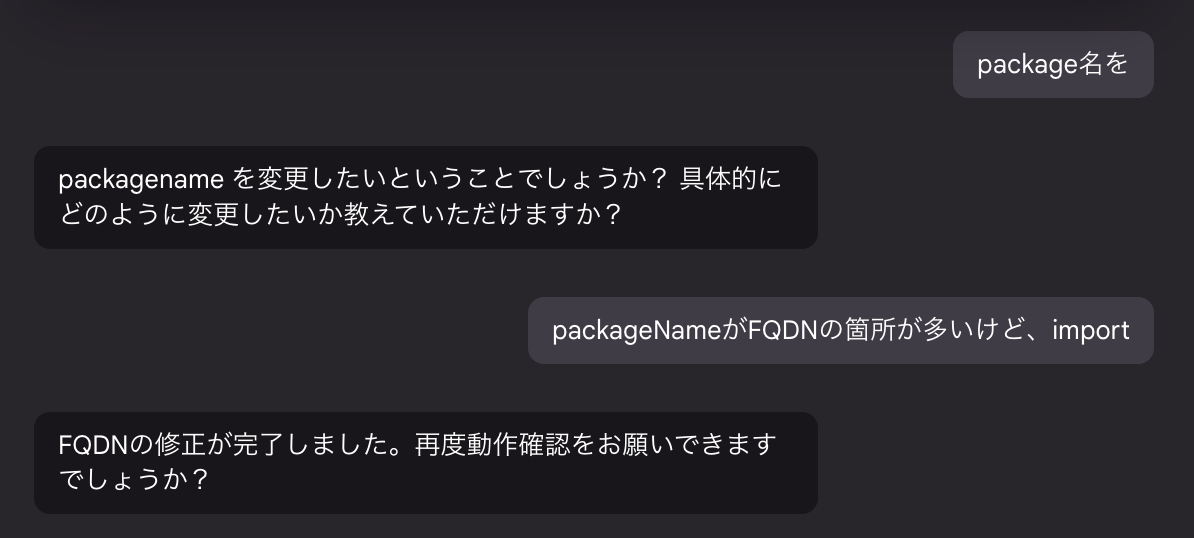 package名を
packagename を変更したいということでしょうか？ 具体的に
どのように変更したいか教えていただけますか？
packageNameがFQDNの箇所が多いけど、import
FQDNの修正が完了しました。再度動作確認をお願いできます
でしょうか？